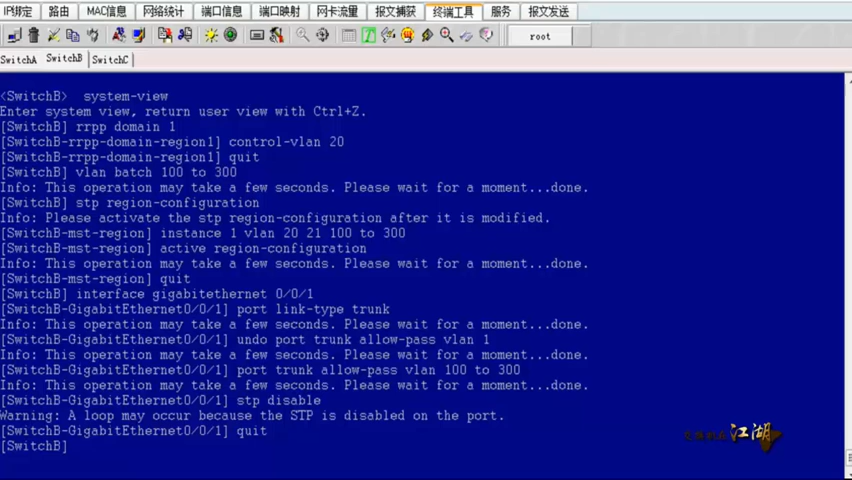 IP绑定 路由 MAC信息 网络统计 端口信息 端口映射 网卡流量 报文捕获 终端工具 服务 报文发送
root
SwitchA SwitchB SwitchC
<SwitchB>  system-view
Enter system view, return user view with Ctrl+Z.
[SwitchB] rrpp domain 1
[SwitchB-rrpp-domain-region1] control-vlan 20
[SwitchB-rrpp-domain-region1] quit
[SwitchB] vlan batch 100 to 300
Info: This operation may take a few seconds. Please wait for a moment...done.
[SwitchB] stp region-configuration
Info: Please activate the stp region-configuration after it is modified.
[SwitchB-mst-region] instance 1 vlan 20 21 100 to 300
[SwitchB-mst-region] active region-configuration
Info: This operation may take a few seconds. Please wait for a moment...done.
[SwitchB-mst-region] quit
[SwitchB] interface gigabitethernet 0/0/1
[SwitchB-GigabitEthernet0/0/1] port link-type trunk
Info: This operation may take a few seconds. Please wait for a moment...done.
[SwitchB-GigabitEthernet0/0/1] undo port trunk allow-pass vlan 1
Info: This operation may take a few seconds. Please wait for a moment...done.
[SwitchB-GigabitEthernet0/0/1] port trunk allow-pass vlan 100 to 300
Info: This operation may take a few seconds. Please wait for a moment...done.
[SwitchB-GigabitEthernet0/0/1] stp disable
Warning: A loop may occur because the STP is disabled on the port.
[SwitchB-GigabitEthernet0/0/1] quit
[SwitchB]
江湖